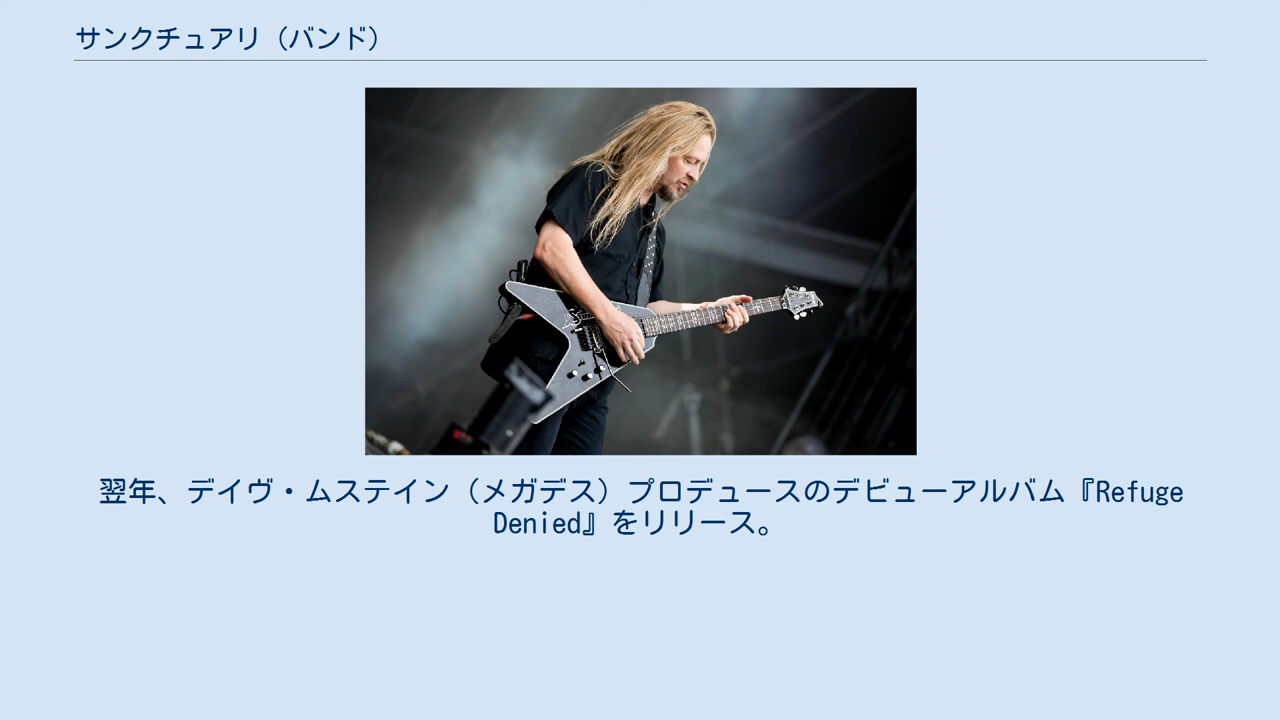 サンクチュアリ（バンド）
翌年、デイヴ・ムステイン（メガデス）プロデュースのデビューアルバム『Refuge
Denied』をリリース。